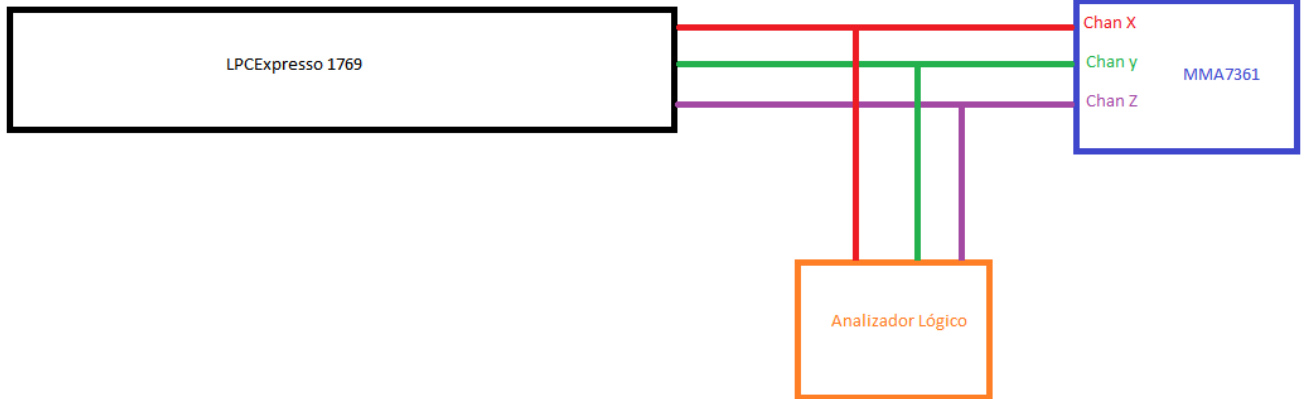 LPCExpresso 1769
Chan X
Chan y
Chan Z
MMA7361
Analizador Lógico